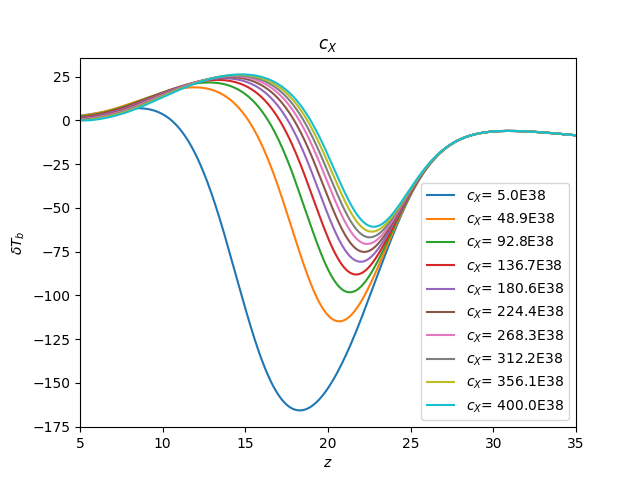 c_X
25
0
−25
−50
−75
−100
−125
−150
−175
δT_b
5
10
15
20
25
30
35
z
c_X= 5.0E38
c_X= 48.9E38
c_X= 92.8E38
c_X= 136.7E38
c_X= 180.6E38
c_X= 224.4E38
c_X= 268.3E38
c_X= 312.2E38
c_X= 356.1E38
c_X= 400.0E38